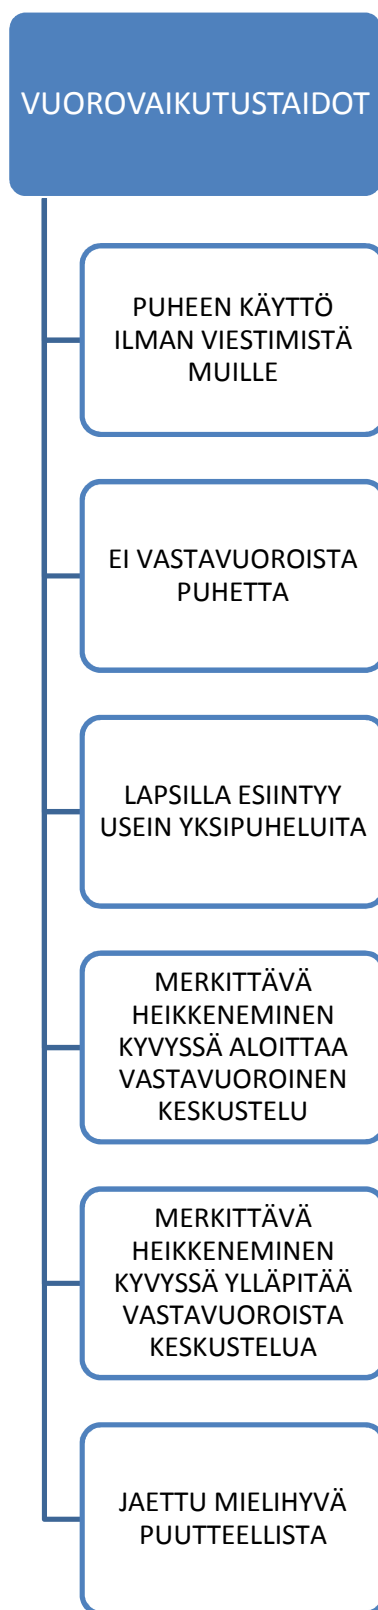 VUOROVAIKUTUSTAIDOT
PUHEEN KÄYTTÖ
ILMAN VIESTIMISTÄ
MUILLE
EI VASTAVUOROISTA
PUHETTA
LAPSILLA ESIINTYY
USEIN YKSIPUHELUITA
MERKITTÄVÄ
HEIKKENEMINEN
KYVYSSÄ ALOITTAA
VASTAVUOROINEN
KESKUSTELU
MERKITTÄVÄ
HEIKKENEMINEN
KYVYSSÄ YLLÄPITÄÄ
VASTAVUOROISTA
KESKUSTELUA
JAETTU MIELIHYVÄ
PUUTTEELLISTA